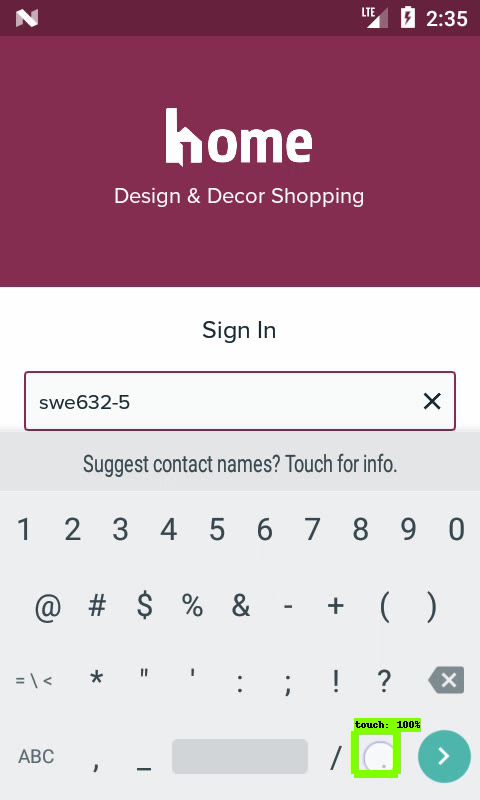 LTE 2:35
home
Design & Decor Shopping
Sign In
swe632-5
Suggest contact names? Touch for info.
1 2 3 4 5 6 7 8 9 0
@ # $ % & - + ( )
= \ < * " ' : ; ! ?
touch: 100%
ABC , _ / .